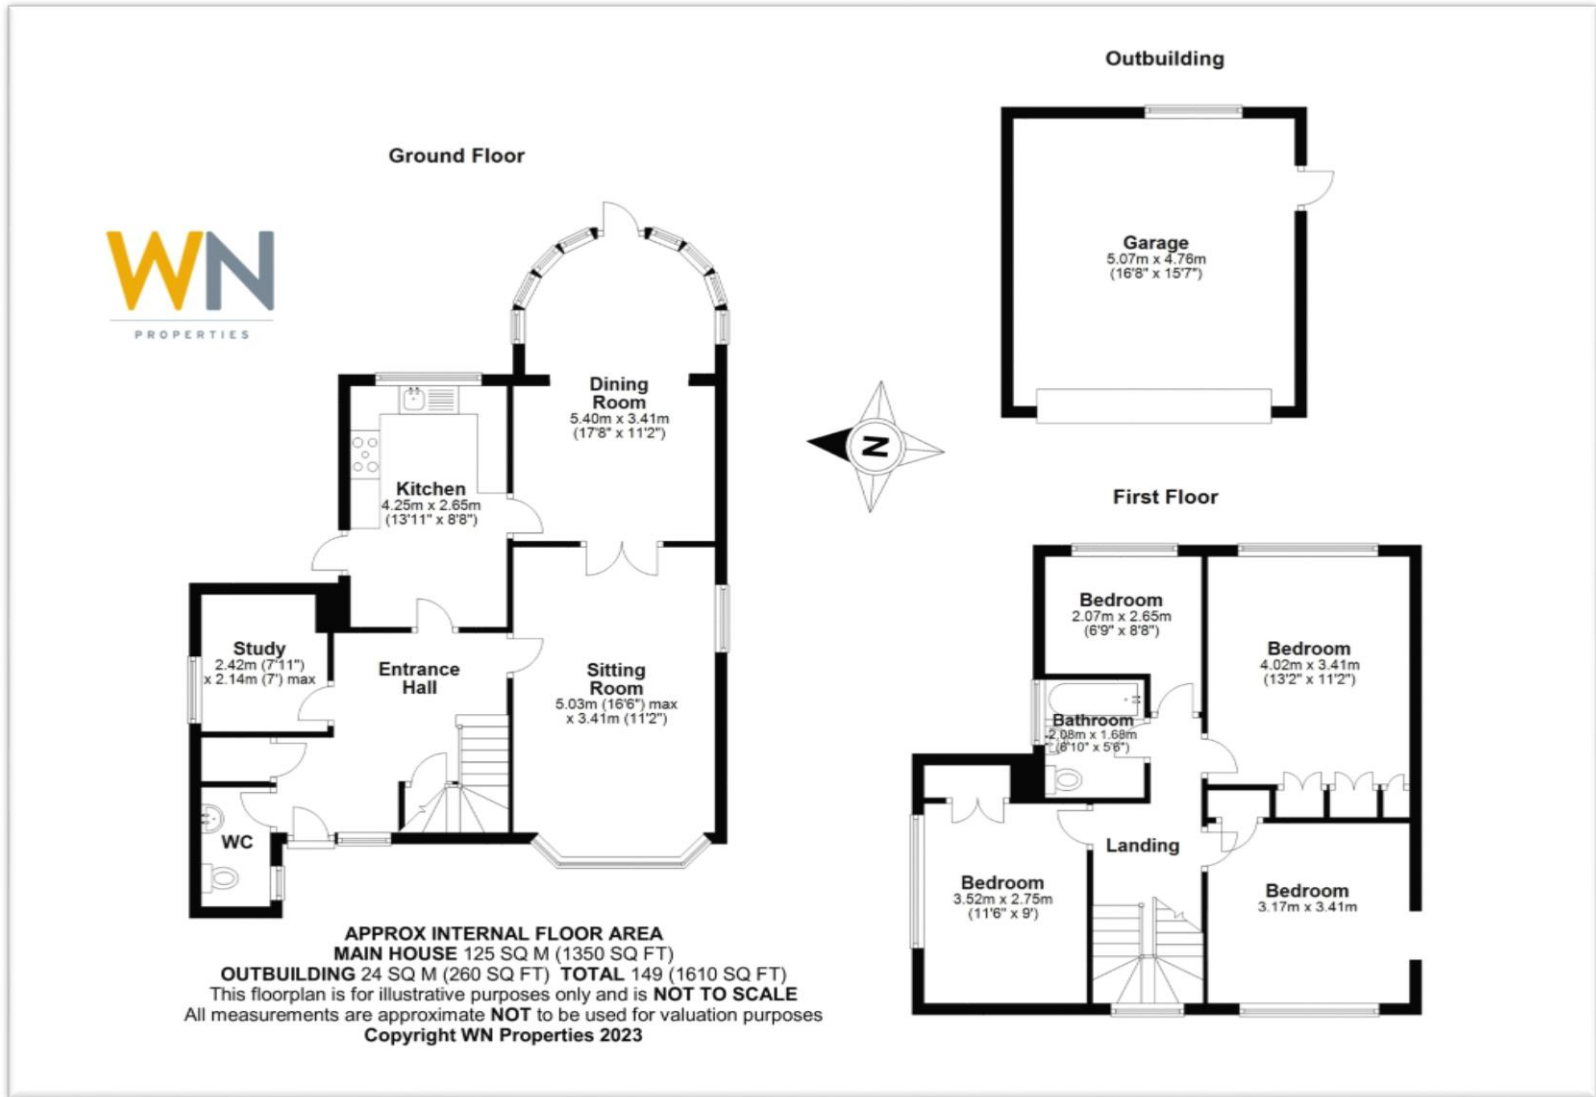 Outbuilding
Ground Floor
WN
PROPERTIES
Garage
5.07m x 4.76m
(16'8" x 15'7")
Dining
Room
5.40m x 3.41m
(17'8" x 11'2")
N
Kitchen
4.25m x 2.65m
(13'11" x 8'8")
First Floor
Study
2.42m (7'11")
x 2.14m (7') max
Entrance
Hall
Sitting
Room
5.03m (16'6") max
x 3.41m (11'2")
WC
Bedroom
2.07m x 2.65m
(6'9" x 8'8")
Bedroom
4.02m x 3.41m
(13'2" x 11'2")
Bathroom
2.08m x 1.68m
(6'10" x 5'6")
Landing
Bedroom
3.52m x 2.75m
(11'6" x 9')
Bedroom
3.17m x 3.41m
APPROX INTERNAL FLOOR AREA
MAIN HOUSE 125 SQ M (1350 SQ FT)
OUTBUILDING 24 SQ M (260 SQ FT) TOTAL 149 (1610 SQ FT)
This floorplan is for illustrative purposes only and is NOT TO SCALE
All measurements are approximate NOT to be used for valuation purposes
Copyright WN Properties 2023